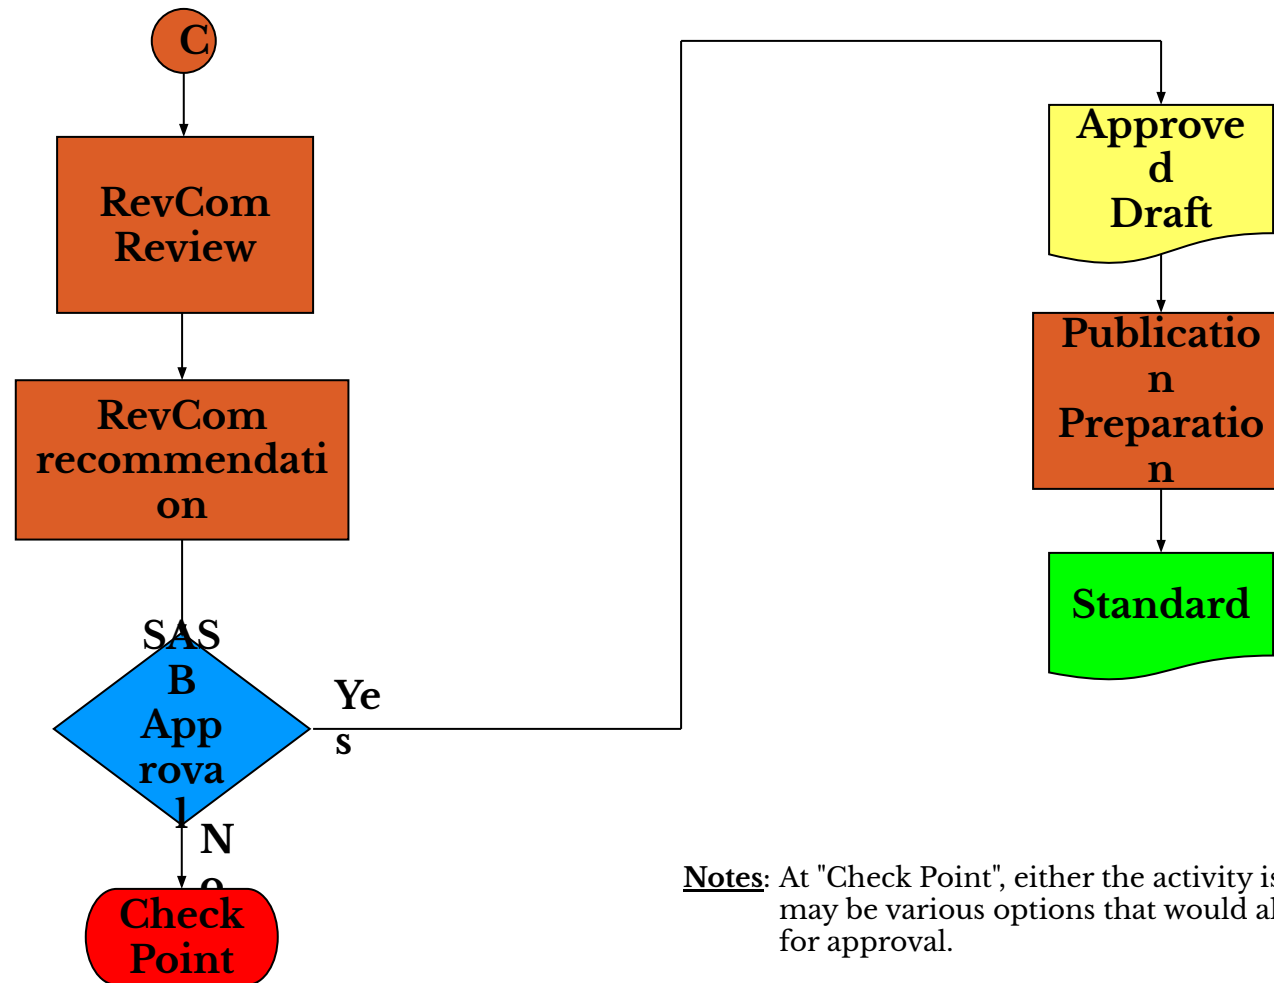 C
RevCom
Review
RevCom
recommendati
on
SAS
B
App
rova
l
Ye
s
N
o
Check
Point
Approve
d
Draft
Publicatio
n
Preparatio
n
Standard
Notes: At "Check Point", either the activity is
may be various options that would al
for approval.